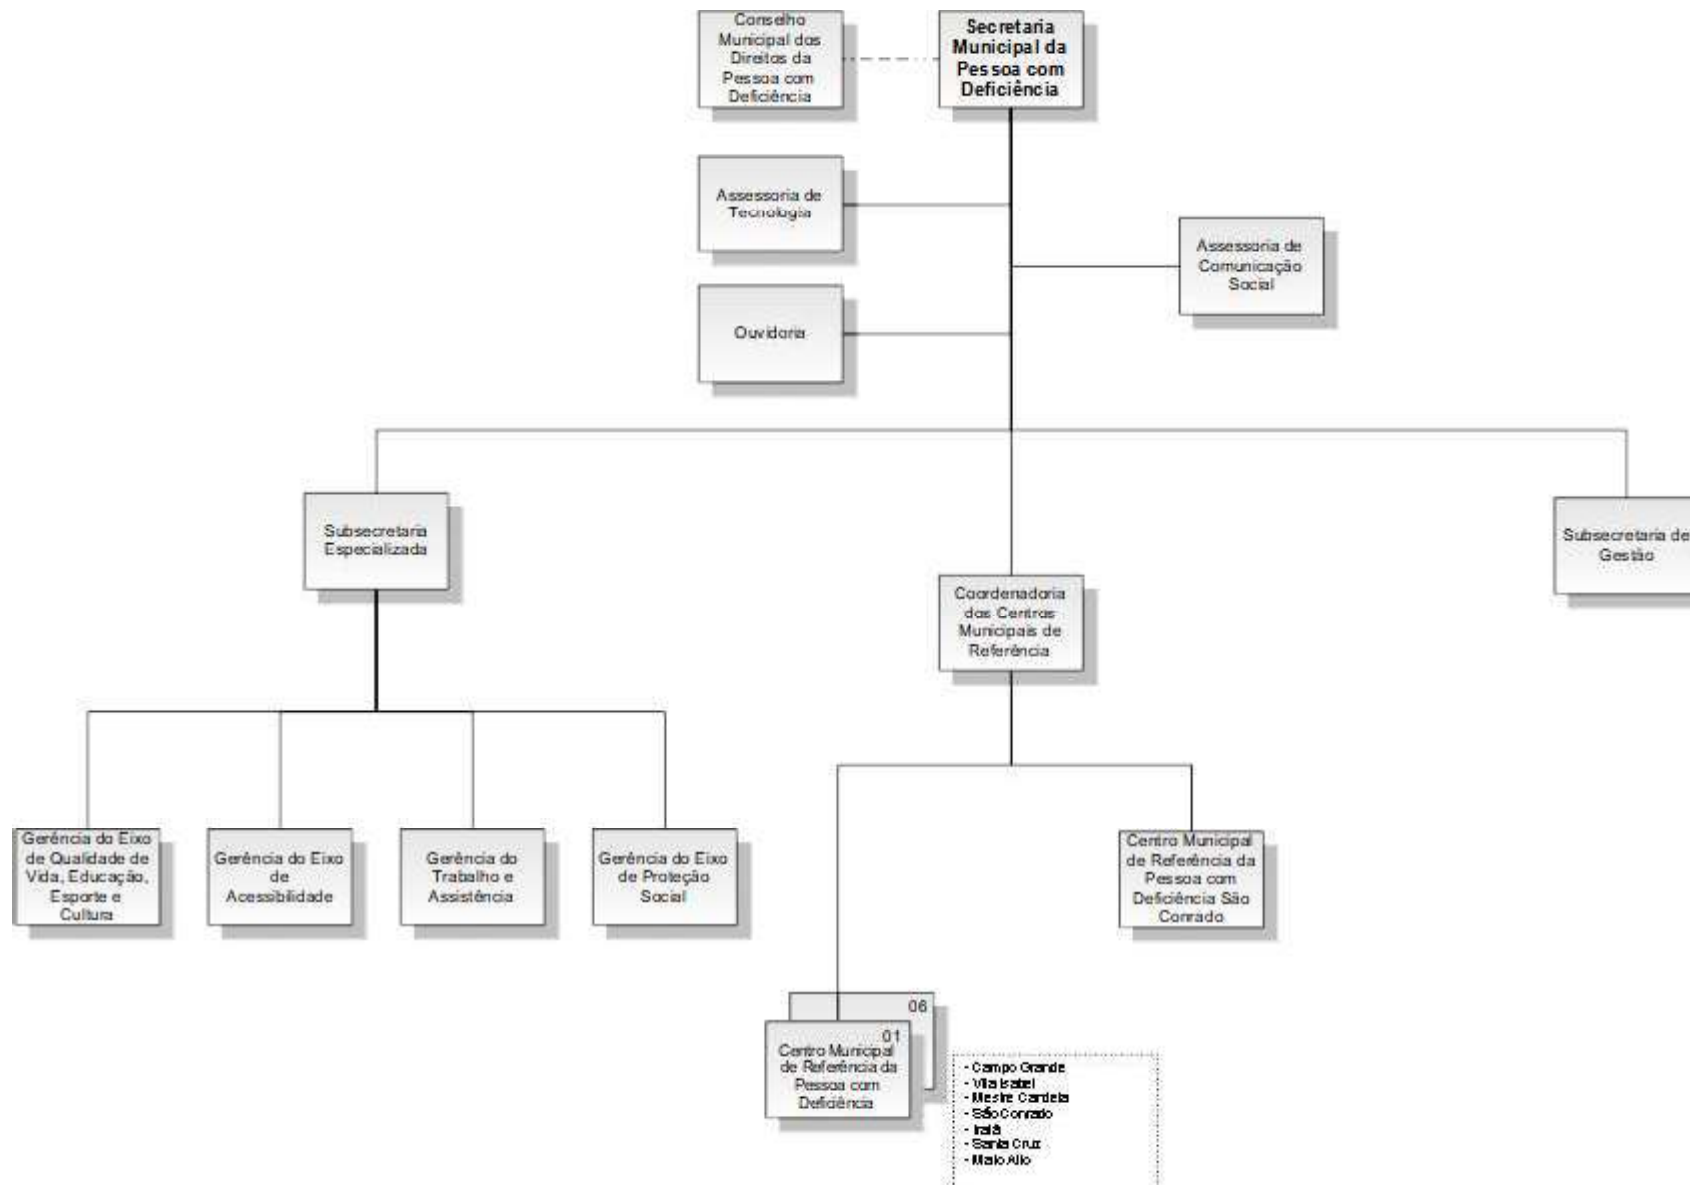 Conselho
Municipal dos
Direitos da
Pessoa com
Deficiência
Secretaria
Municipal da
Pessoa com
Deficiência
Assessoria de
Tecnologia
Assessoria de
Comunicação
Social
Ouvidoria
Subsecretaria
Especializada
Subsecretaria de
Gestão
Coordenadoria
dos Centros
Municipais de
Referência
Gerência do Eixo
de Qualidade de
Vida, Educação,
Esporte e
Cultura
Gerência do Eixo
de
Acessibilidade
Gerência do
Trabalho e
Assistência
Gerência do Eixo
de Proteção
Social
Centro Municipal
de Referência da
Pessoa com
Deficiência São
Conrado
06
01
Centro Municipal
de Referência da
Pessoa com
Deficiência
- Campo Grande
- Vila Isabel
- Mestre Candeia
- São Conrado
- Irajá
- Santa Cruz
- Mato Alto